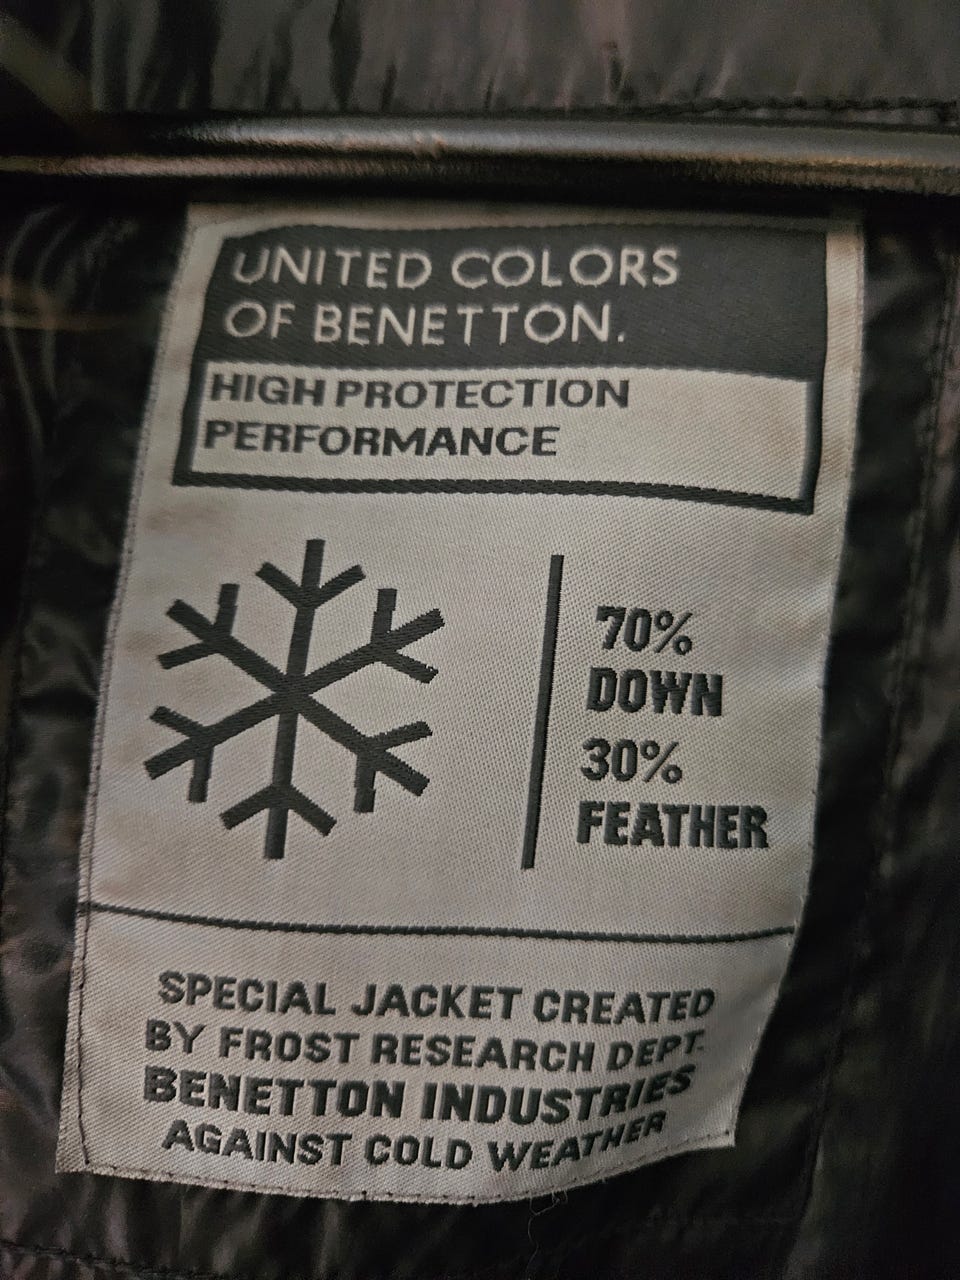 UNITED COLORS
OF BENETTON.
HIGH PROTECTION
PERFORMANCE
70%
DOWN
30%
FEATHER
SPECIAL JACKET CREATED
BY FROST RESEARCH DEPT.
BENETTON INDUSTRIES
AGAINST COLD WEATHER